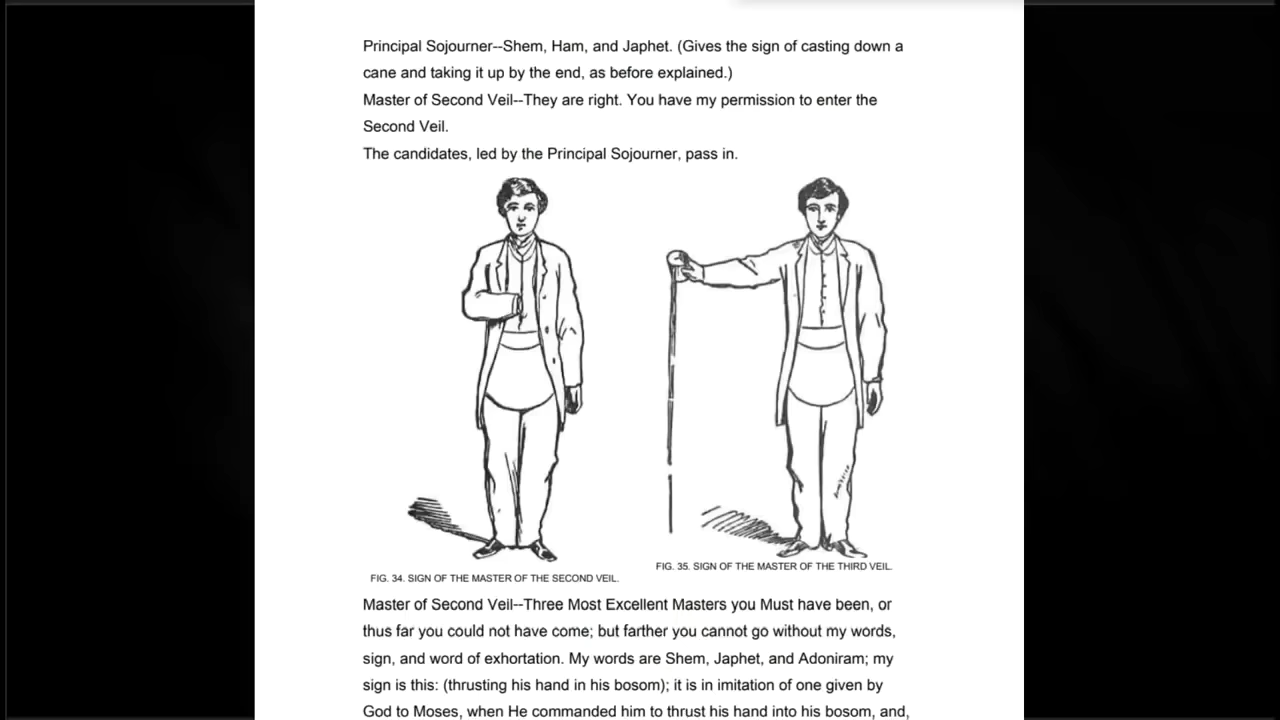 Principal Sojourner--Shem, Ham, and Japhet. (Gives the sign of casting down a
cane and taking it up by the end, as before explained.)
Master of Second Veil--They are right. You have my permission to enter the
Second Veil.
The candidates, led by the Principal Sojourner, pass in.
FIG. 34. SIGN OF THE MASTER OF THE SECOND VEIL.
FIG. 35. SIGN OF THE MASTER OF THE THIRD VEIL.
Master of Second Veil--Three Most Excellent Masters you Must have been, or
thus far you could not have come; but farther you cannot go without my words,
sign, and word of exhortation. My words are Shem, Japhet, and Adoniram; my
sign is this: (thrusting his hand in his bosom); it is in imitation of one given by
God to Moses, when He commanded him to thrust his hand into his bosom, and,